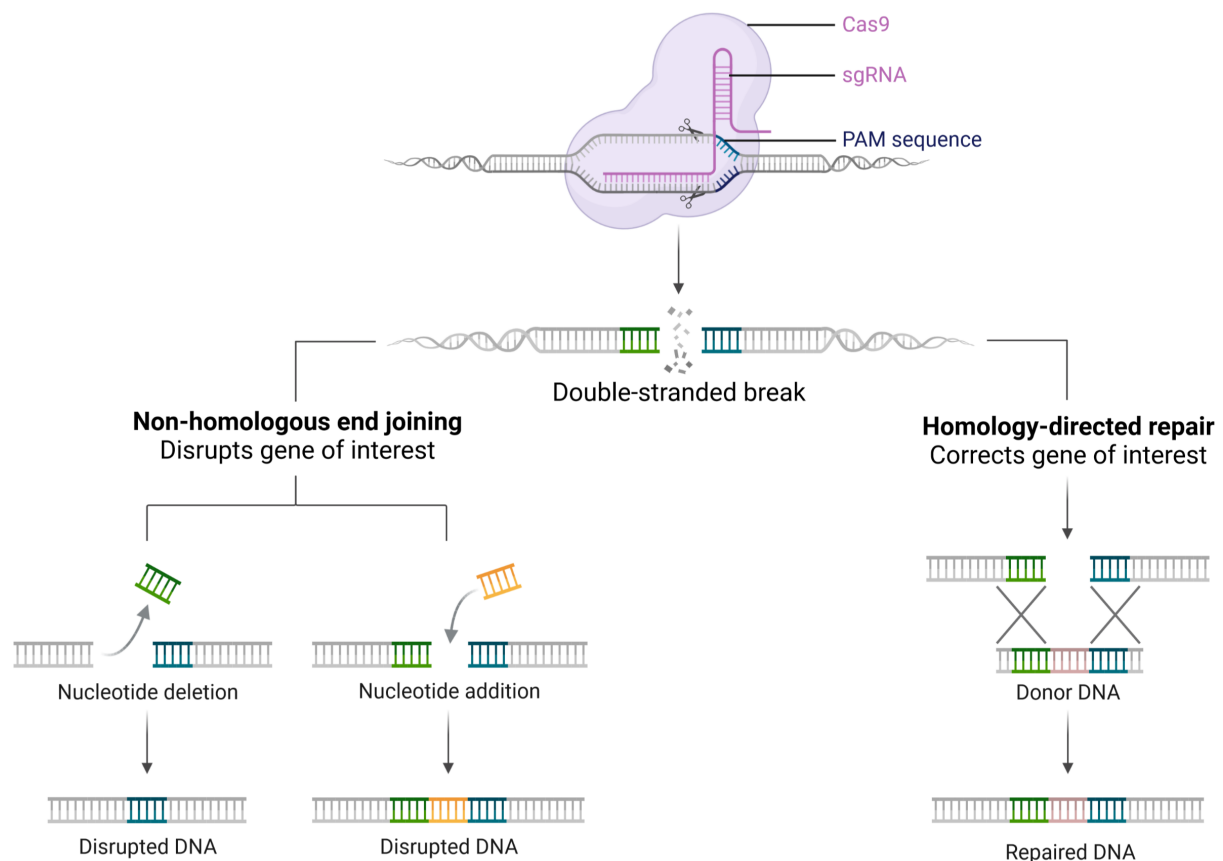 Cas9
sgRNA
PAM sequence
Double-stranded break
Non-homologous end joining
Disrupts gene of interest
Homology-directed repair
Corrects gene of interest
Nucleotide deletion
Nucleotide addition
Donor DNA
Disrupted DNA
Disrupted DNA
Repaired DNA